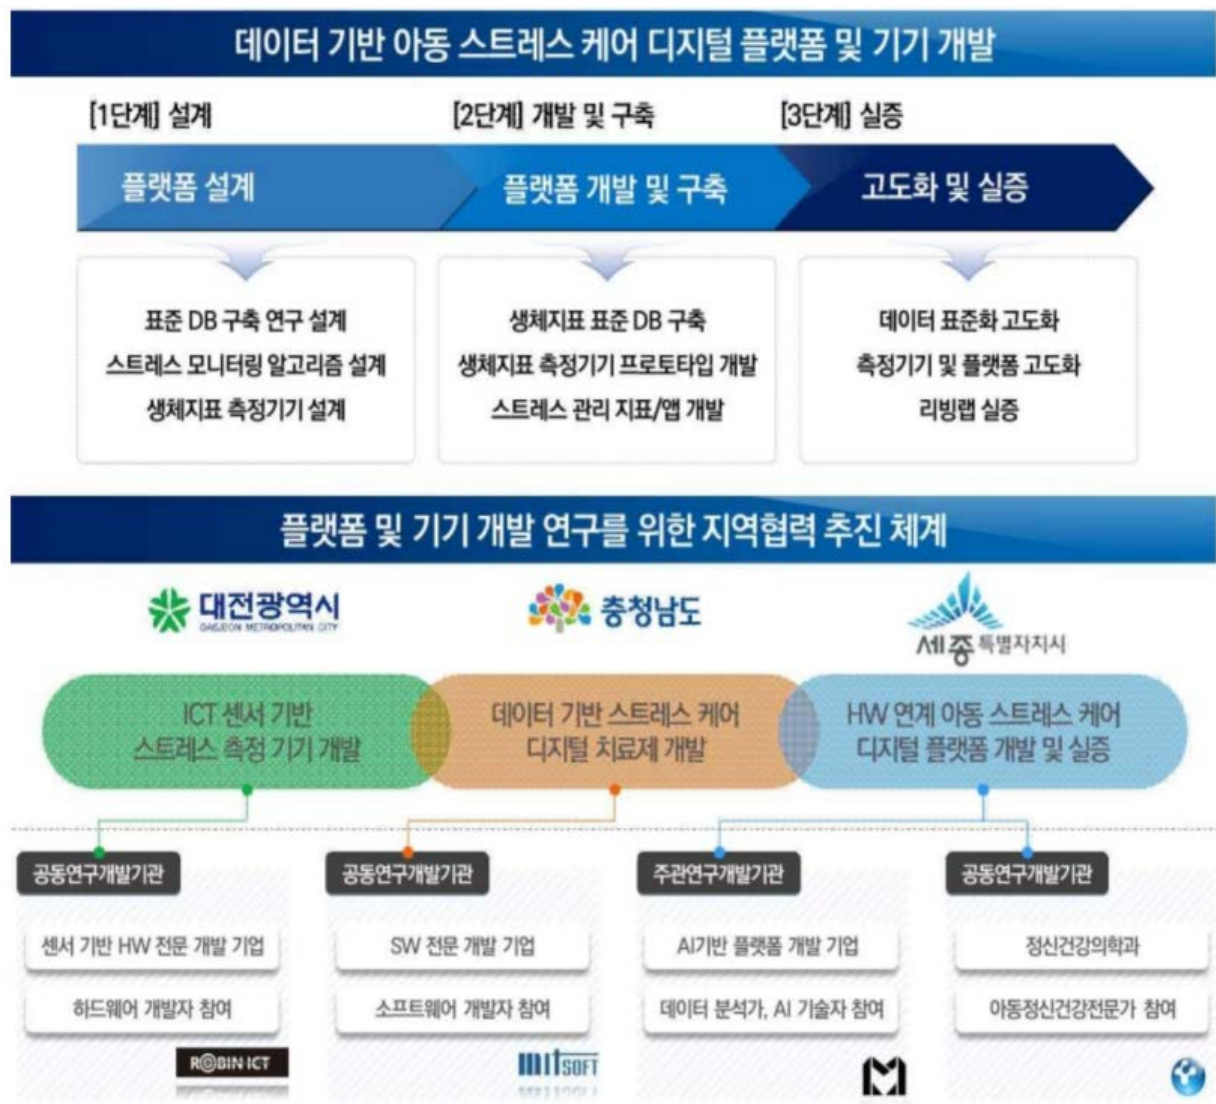 데이터 기반 아동 스트레스 케어 디지털 플랫폼 및 기기 개발
[1단계] 설계
[2단계] 개발 및 구축
[3단계] 실증
플랫폼 설계
플랫폼 개발 및 구축
고도화 및 실증
표준 DB 구축 연구 설계
스트레스 모니터링 알고리즘 설계
생체지표 측정기기 설계
생체지표 표준 DB 구축
생체지표 측정기기 프로토타입 개발
스트레스 관리 지표/앱 개발
데이터 표준화 고도화
측정기기 및 플랫폼 고도화
리빙랩 실증
플랫폼 및 기기 개발 연구를 위한 지역협력 추진 체계
대전광역시
DAEJEON METROPOLITAN CITY
충청남도
세종특별자치시
ICT 센서 기반
스트레스 측정 기기 개발
데이터 기반 스트레스 케어
디지털 치료제 개발
HW 연계 아동 스트레스 케어
디지털 플랫폼 개발 및 실증
공동연구개발기관
센서 기반 HW 전문 개발 기업
하드웨어 개발자 참여
ROBIN ICT
공동연구개발기관
SW 전문 개발 기업
소프트웨어 개발자 참여
MITSOFT
주관연구개발기관
AI기반 플랫폼 개발 기업
데이터 분석가, AI 기술자 참여
공동연구개발기관
정신건강의학과
아동정신건강전문가 참여